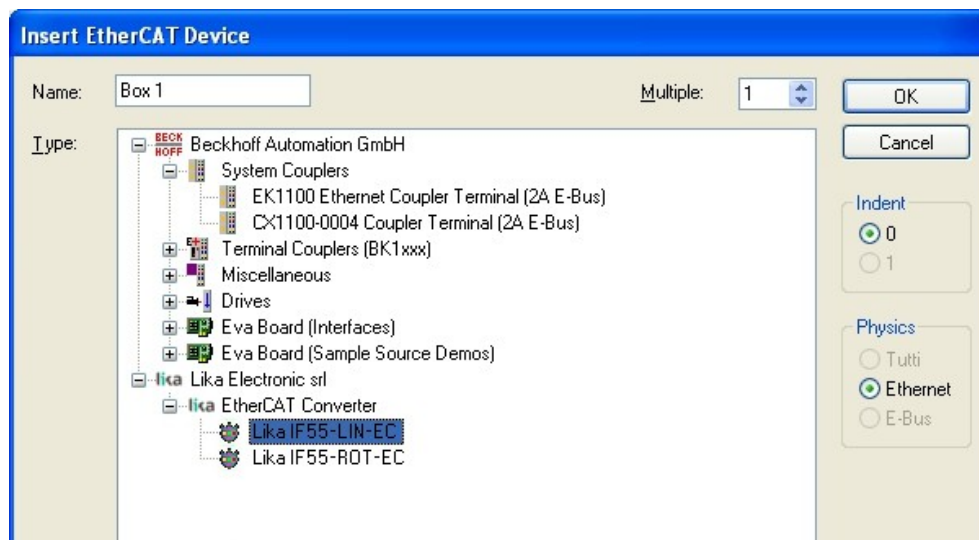 Insert EtherCAT Device
Name: Box 1 Multiple: 1 OK
Type: Cancel
BECK HOFF Beckhoff Automation GmbH
System Couplers
EK1100 Ethernet Coupler Terminal (2A E-Bus)
CX1100-0004 Coupler Terminal (2A E-Bus)
Terminal Couplers (BK1xxx)
Miscellaneous
Drives
Eva Board (Interfaces)
Eva Board (Sample Source Demos)
lika Lika Electronic srl
lika EtherCAT Converter
Lika IF55-LIN-EC
Lika IF55-ROT-EC
Indent
0
1
Physics
Tutti
Ethernet
E-Bus